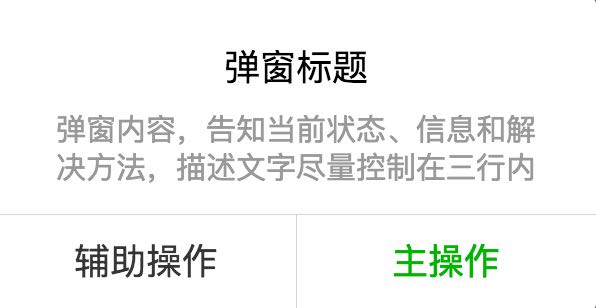 弹窗标题
弹窗内容，告知当前状态、信息和解
决方法，描述文字尽量控制在三行内
辅助操作
主操作